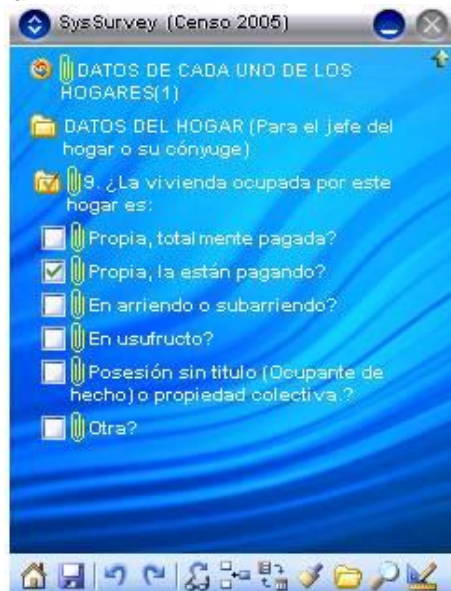 SysSurvey (Censo 2005)
DATOS DE CADA UNO DE LOS
HOGARES(1)
DATOS DEL HOGAR (Para el jefe del
hogar o su cónyuge)
9. ¿La vivienda ocupada por este
hogar es:
Propia, totalmente pagada?
Propia, la están pagando?
En arriendo o subarriendo?
En usufructo?
Posesión sin titulo (Ocupante de
hecho) o propiedad colectiva.?
Otra?